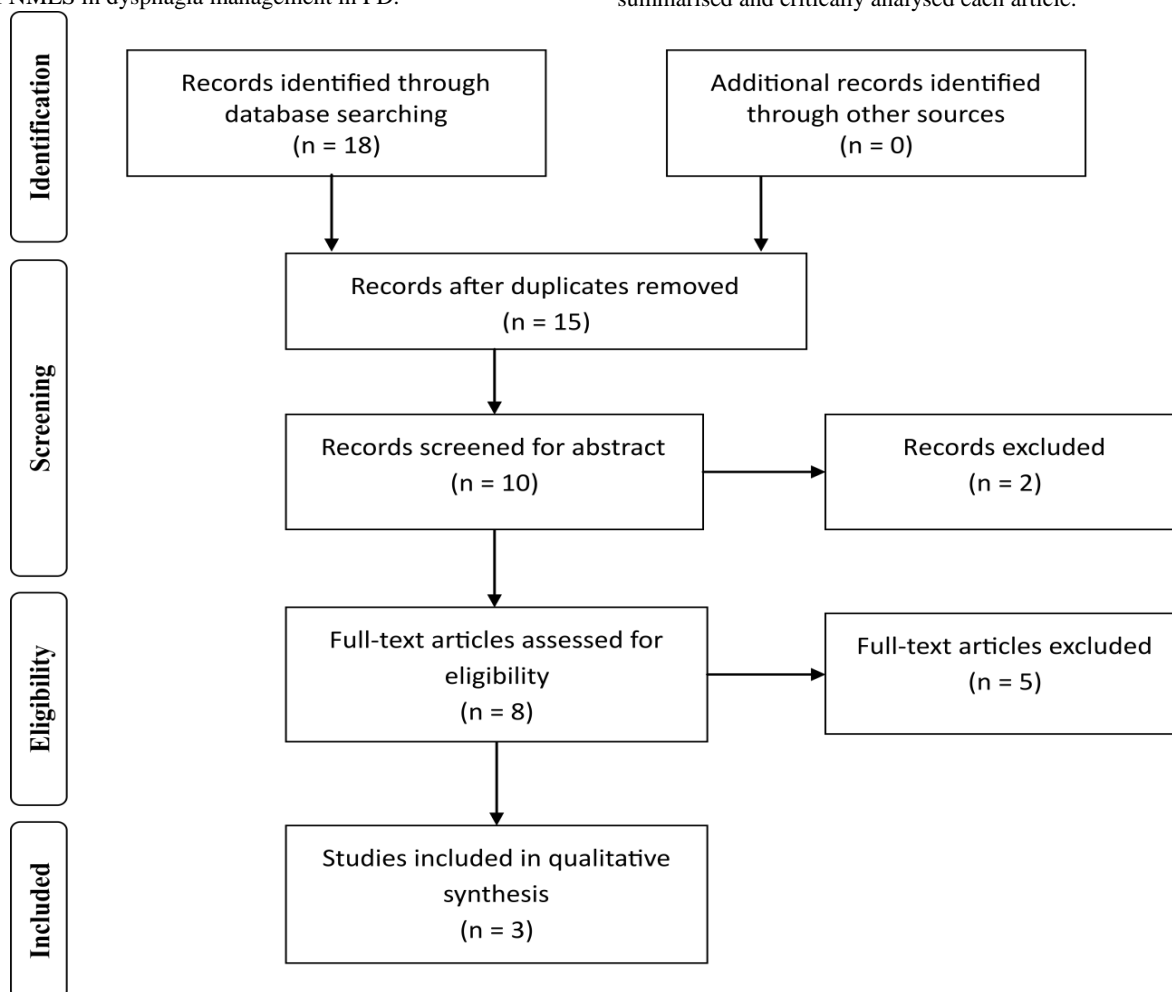 NMES in dysphagia management in PD.
summarised and critically analysed each article.
Identification
Records identified through
database searching
(n = 18)
Additional records identified
through other sources
(n = 0)
Screening
Records after duplicates removed
(n = 15)
Records screened for abstract
(n = 10)
Records excluded
(n = 2)
Eligibility
Full-text articles assessed for
eligibility
(n = 8)
Full-text articles excluded
(n = 5)
Included
Studies included in qualitative
synthesis
(n = 3)